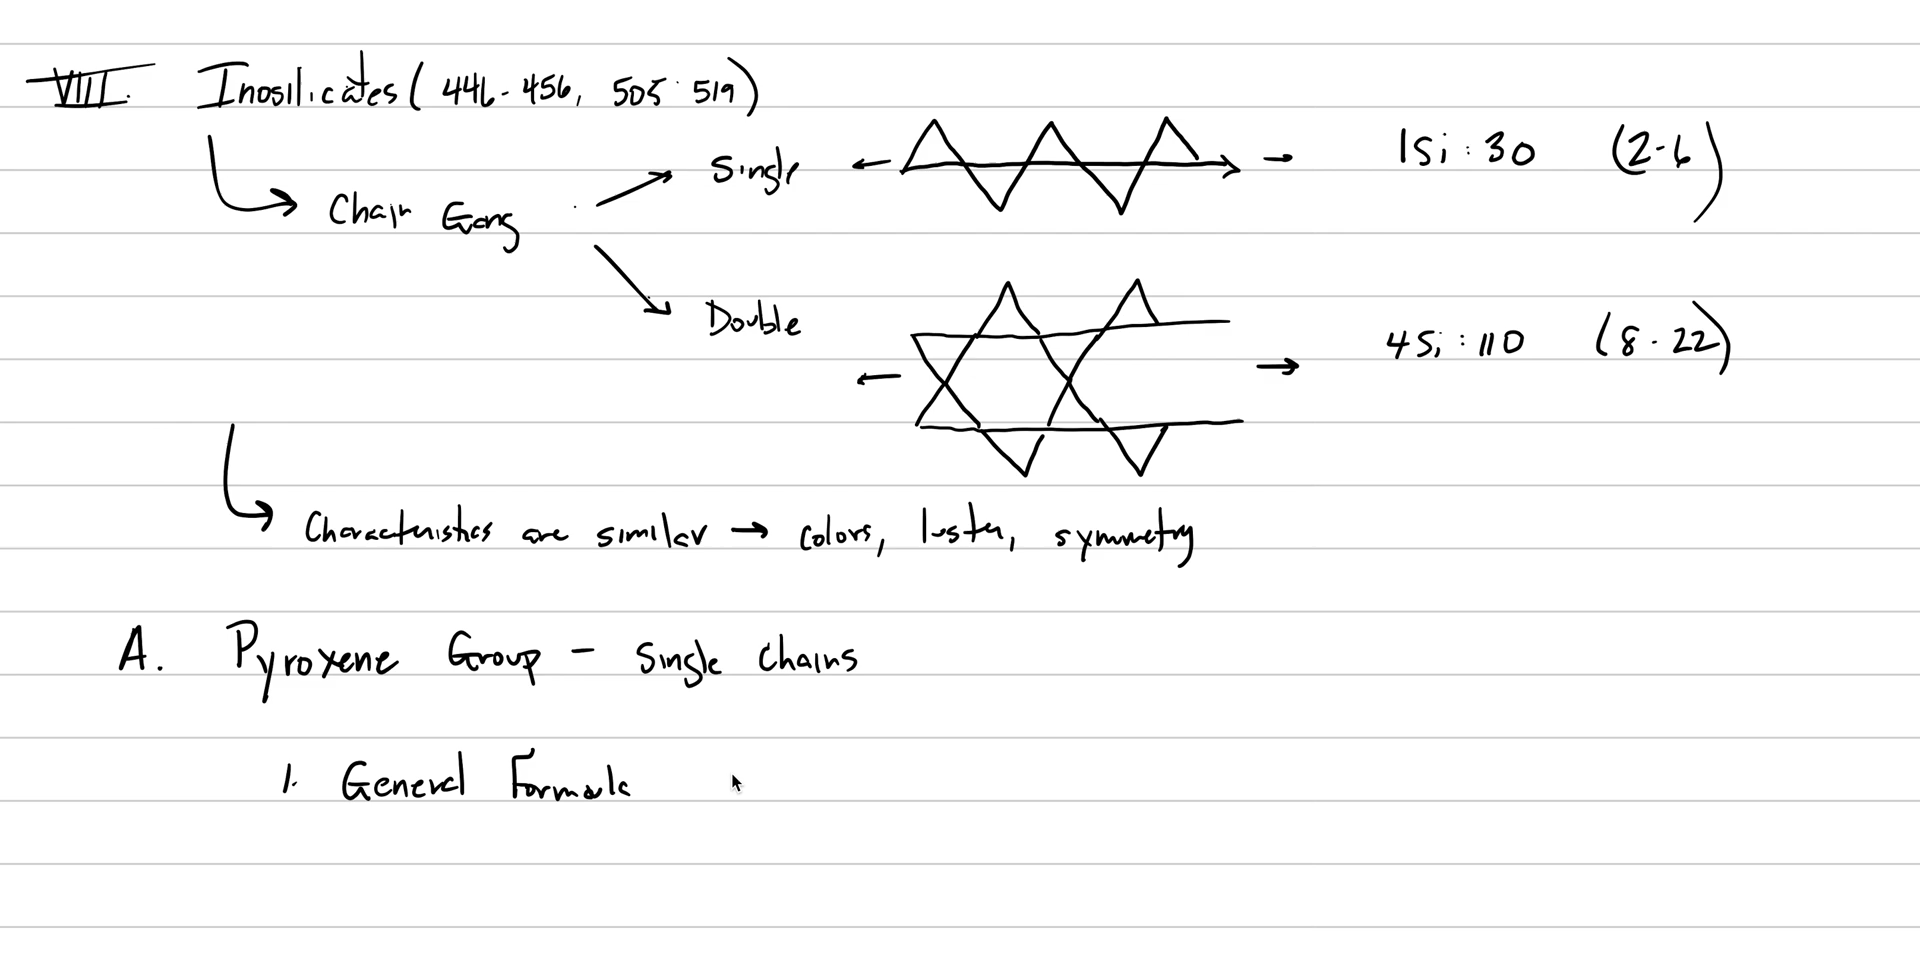 VIII. Inosilicates (446-456, 505-519)
Single 1Si:3O (2-6)
Chain Gang
Double 4Si:11O (8-22)
Characteristics are similar → colors, luster, symmetry
A. Pyroxene Group - Single Chains
1. General Formula